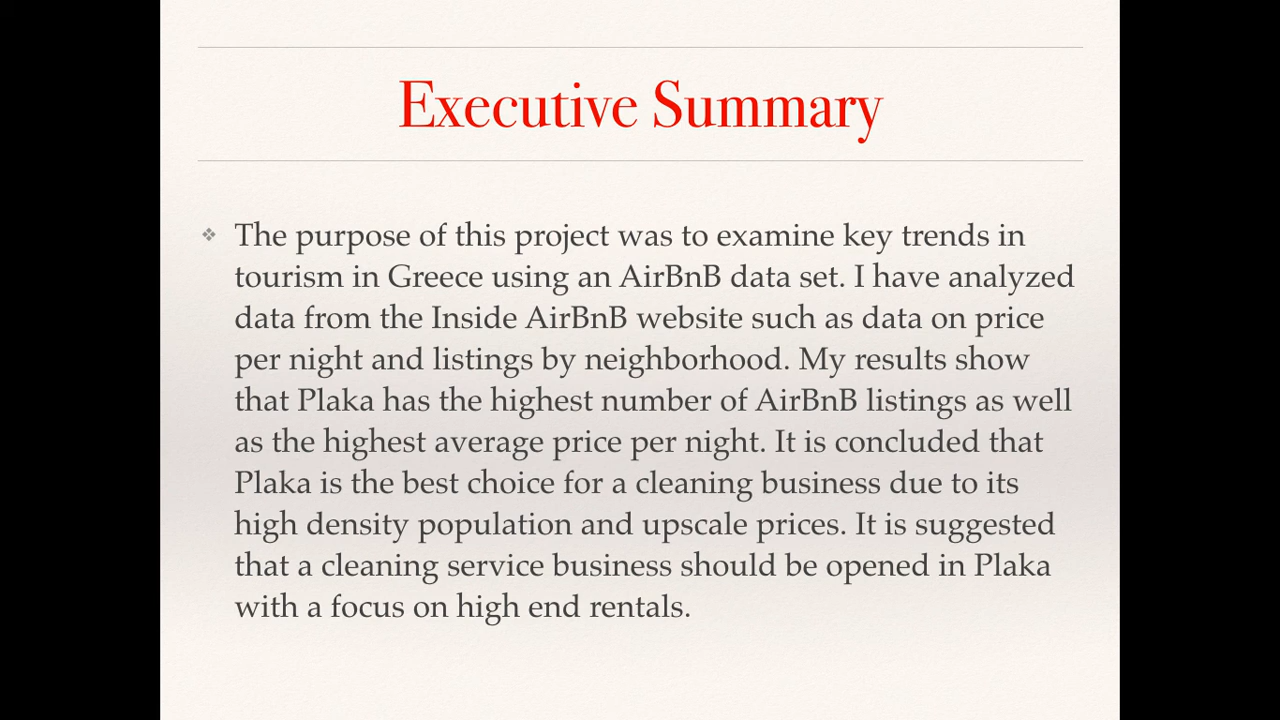 Executive Summary
The purpose of this project was to examine key trends in
tourism in Greece using an AirBnB data set. I have analyzed
data from the Inside AirBnB website such as data on price
per night and listings by neighborhood. My results show
that Plaka has the highest number of AirBnB listings as well
as the highest average price per night. It is concluded that
Plaka is the best choice for a cleaning business due to its
high density population and upscale prices. It is suggested
that a cleaning service business should be opened in Plaka
with a focus on high end rentals.